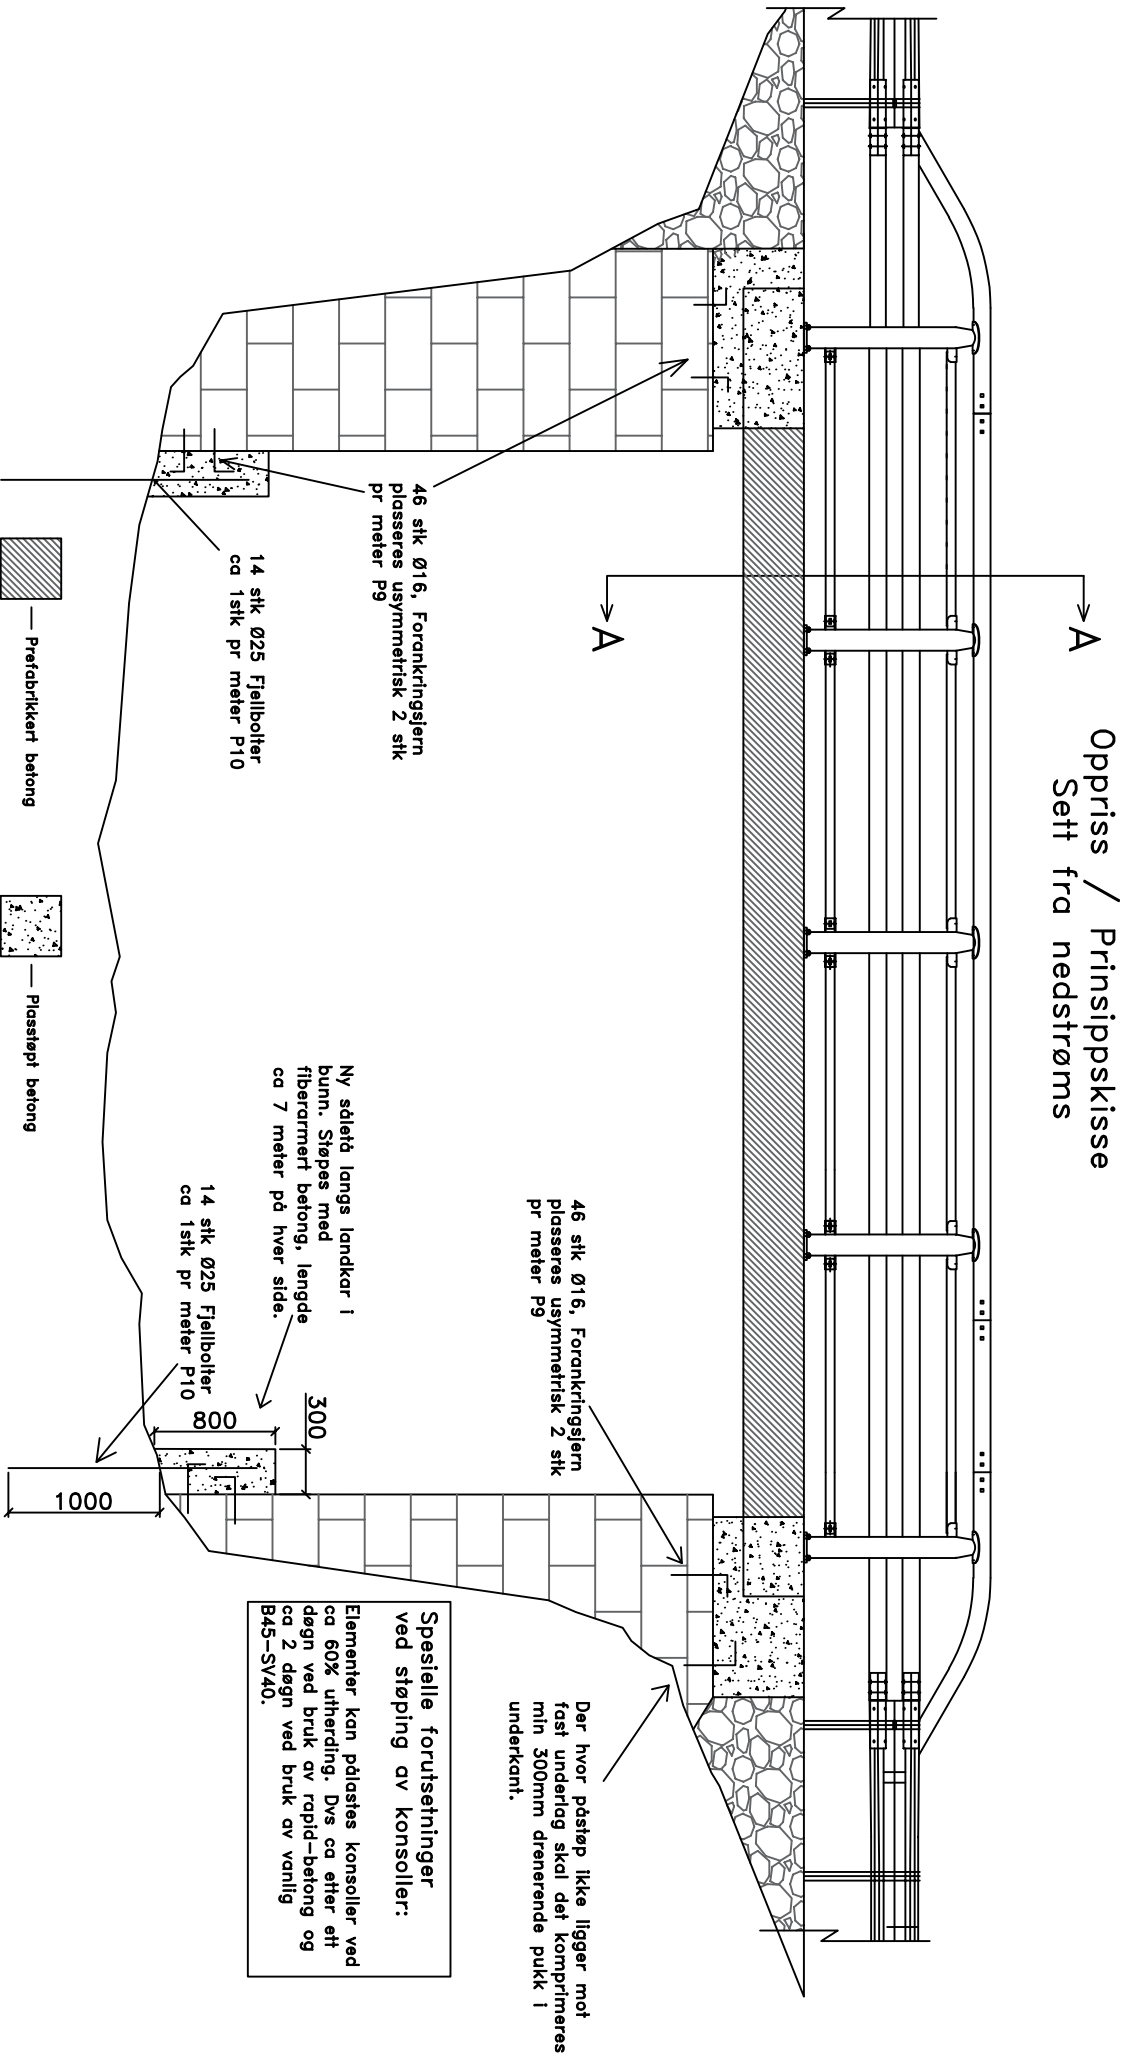 Oppriss / Prinsippskisse
Sett fra nedstrøms
A
A
46 stk Ø16, Forankringsjern
plasseres usymmetrisk 2 stk
pr meter P9
46 stk Ø16, Forankringsjern
plasseres usymmetrisk 2 stk
pr meter P9
Der hvor påstøp ikke ligger mot
fast underlag skal det komprimeres
min 300mm drenerende pukk i
underkant.
14 stk Ø25 Fjellbolter
ca 1stk pr meter P10
Ny såletå langs landkar i
bunn. Støpes med
fiberarmert betong, lengde
ca 7 meter på hver side.
300
800
1000
14 stk Ø25 Fjellbolter
ca 1stk pr meter P10
Spesielle forutsetninger
ved støping av konsoller:
Elementer kan pålastes konsoller ved
ca 60% utherding. Dvs ca etter ett
døgn ved bruk av rapid-betong og
ca 2 døgn ved bruk av vanlig
B45-SV40.
Prefabrikkert betong
Plasstøpt betong